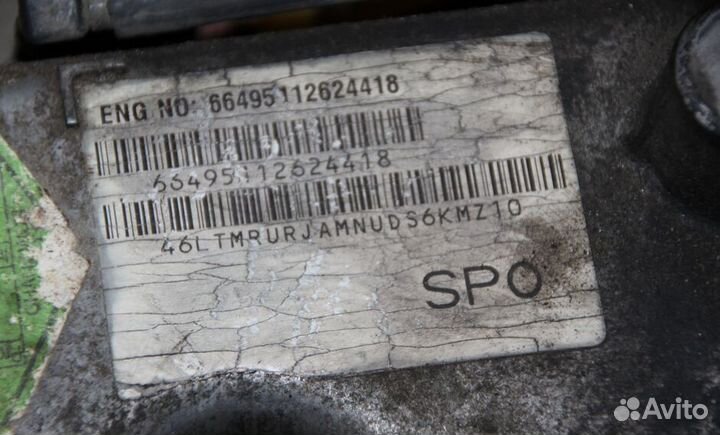 ENG NO: 66495112624418
66495112624418
46LTMRURJAMNUDS6KMZ10
SPO
Avito